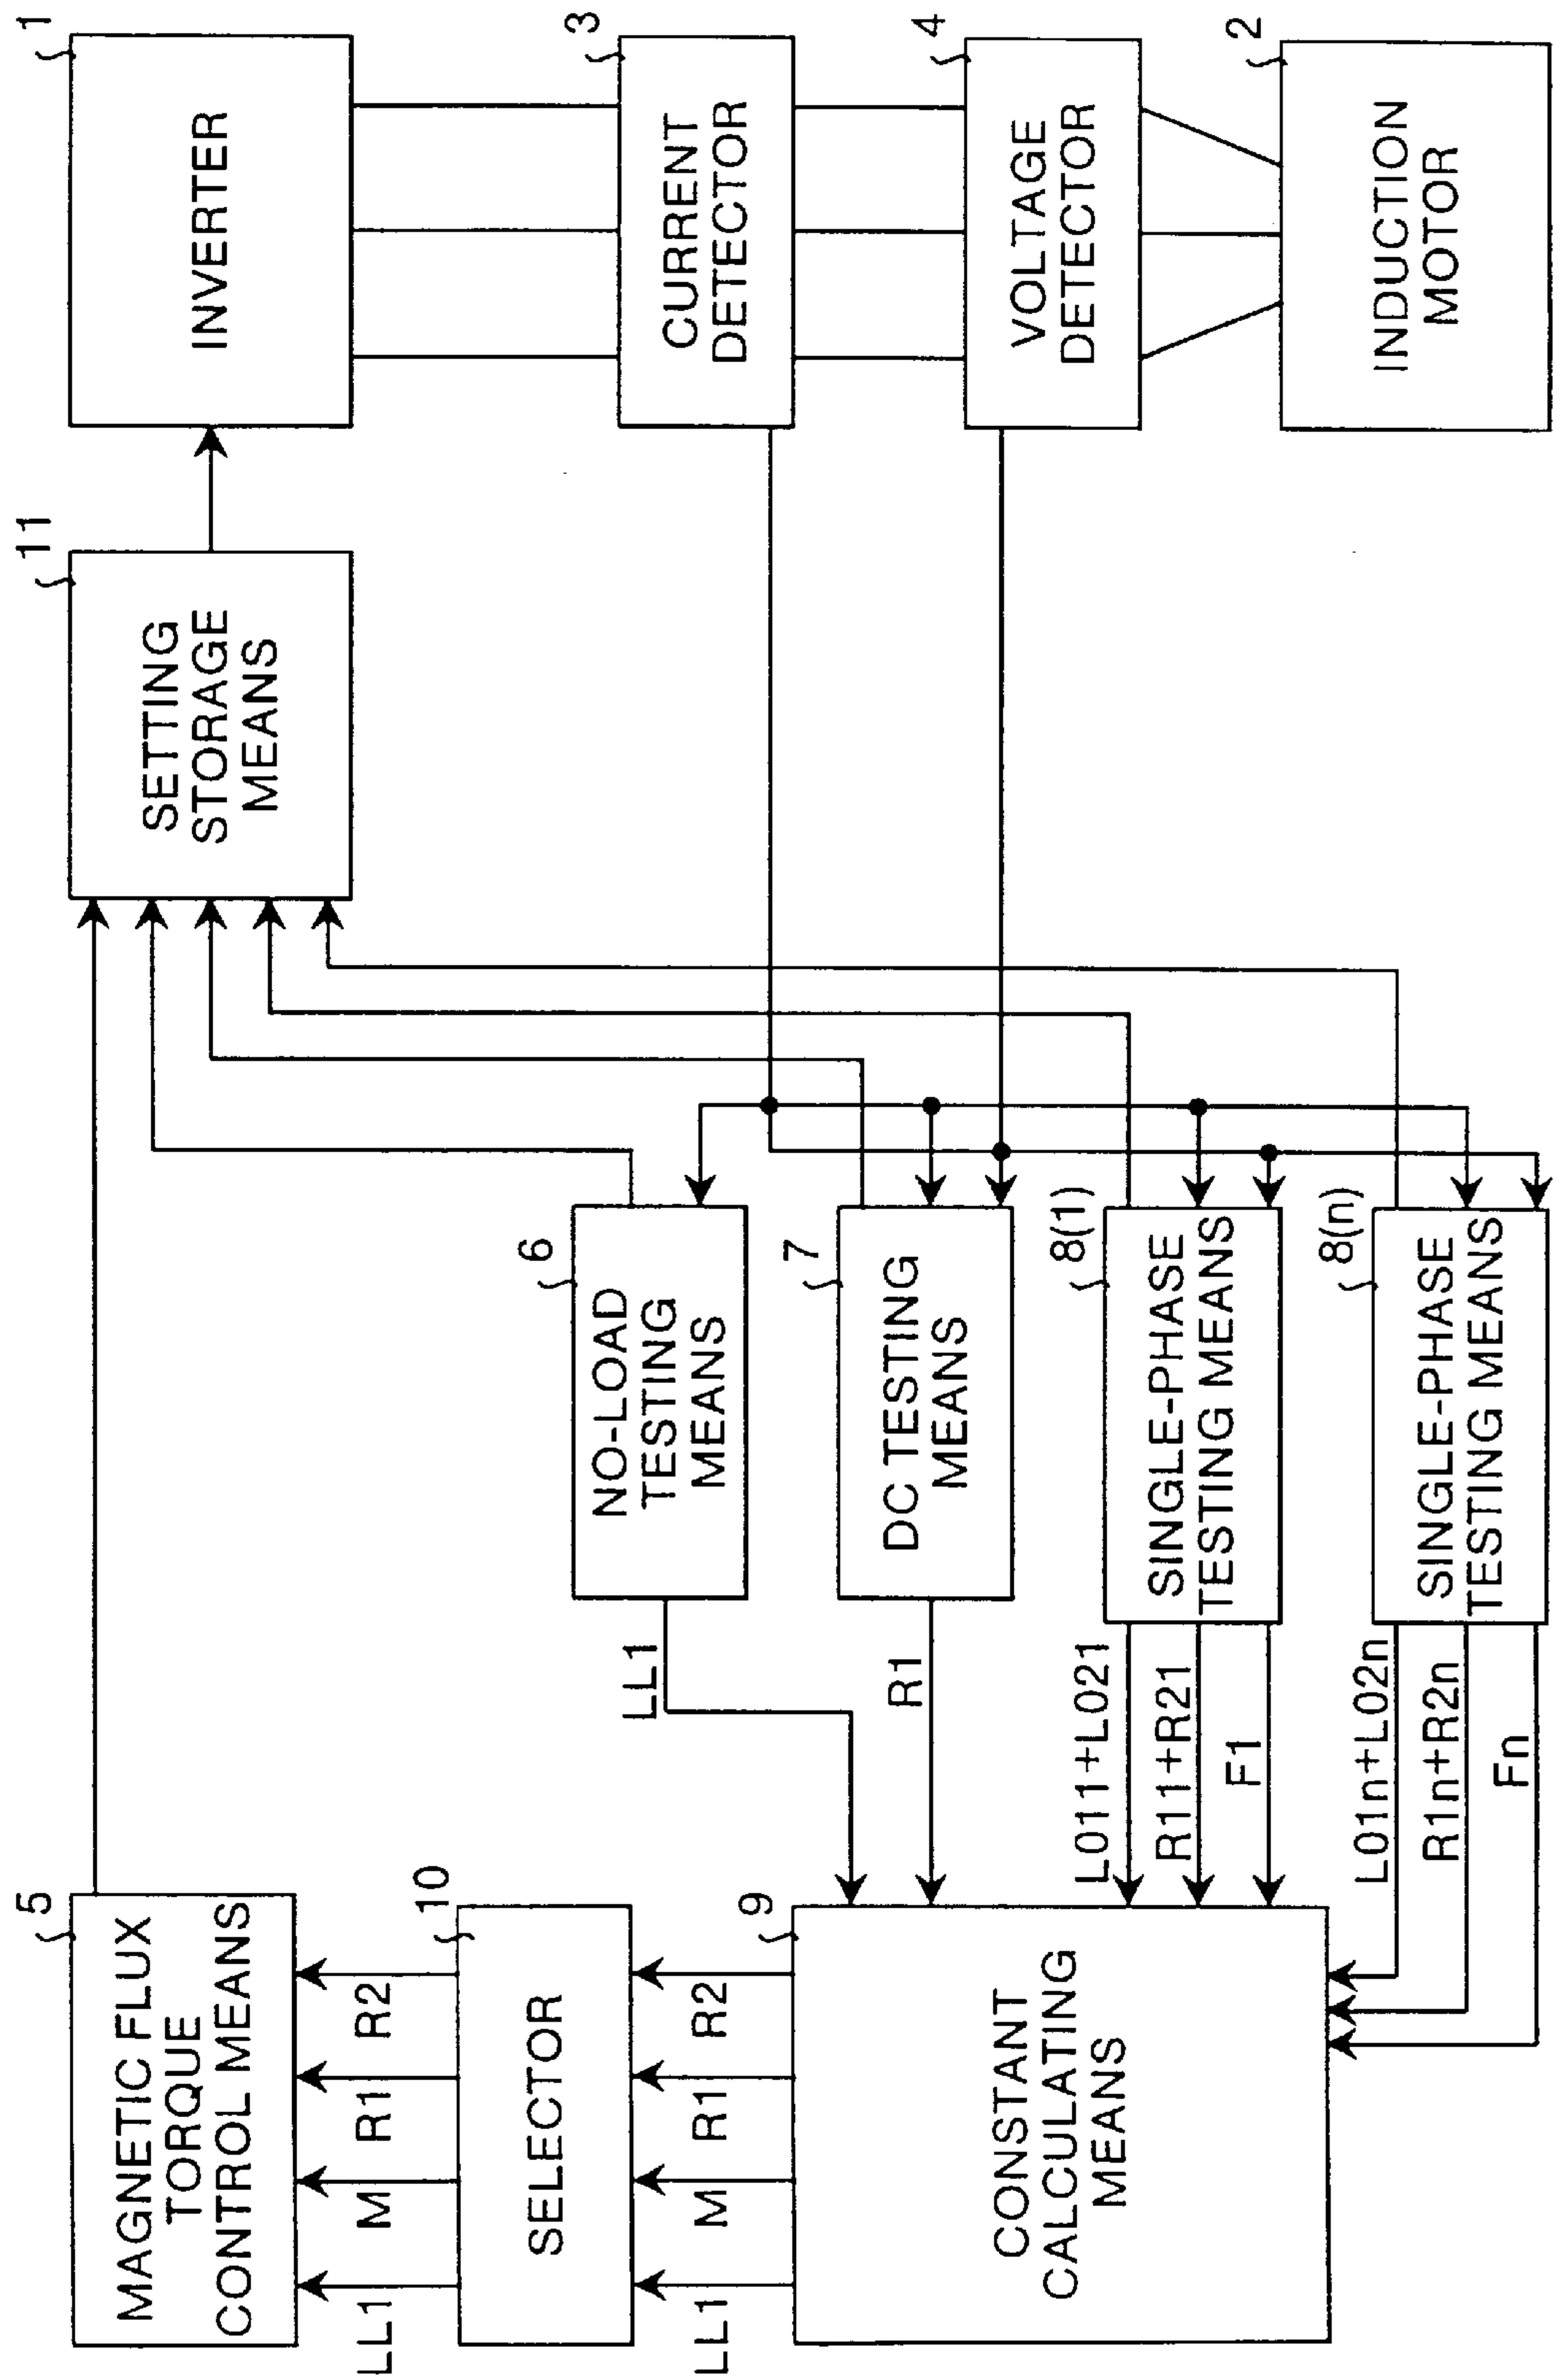 5
MAGNETIC FLUX
TORQUE
CONTROL MEANS
11
SETTING
STORAGE
MEANS
1
INVERTER
LL1
M
R1
R2
10
SELECTOR
LL1
M
R1
R2
9
CONSTANT
CALCULATING
MEANS
6
NO-LOAD
TESTING
MEANS
LL1
7
DC TESTING
MEANS
R1
8(1)
SINGLE-PHASE
TESTING MEANS
L011+L021
R11+R21
F1
8(n)
SINGLE-PHASE
TESTING MEANS
L01n+L02n
R1n+R2n
Fn
3
CURRENT
DETECTOR
4
VOLTAGE
DETECTOR
2
INDUCTION
MOTOR